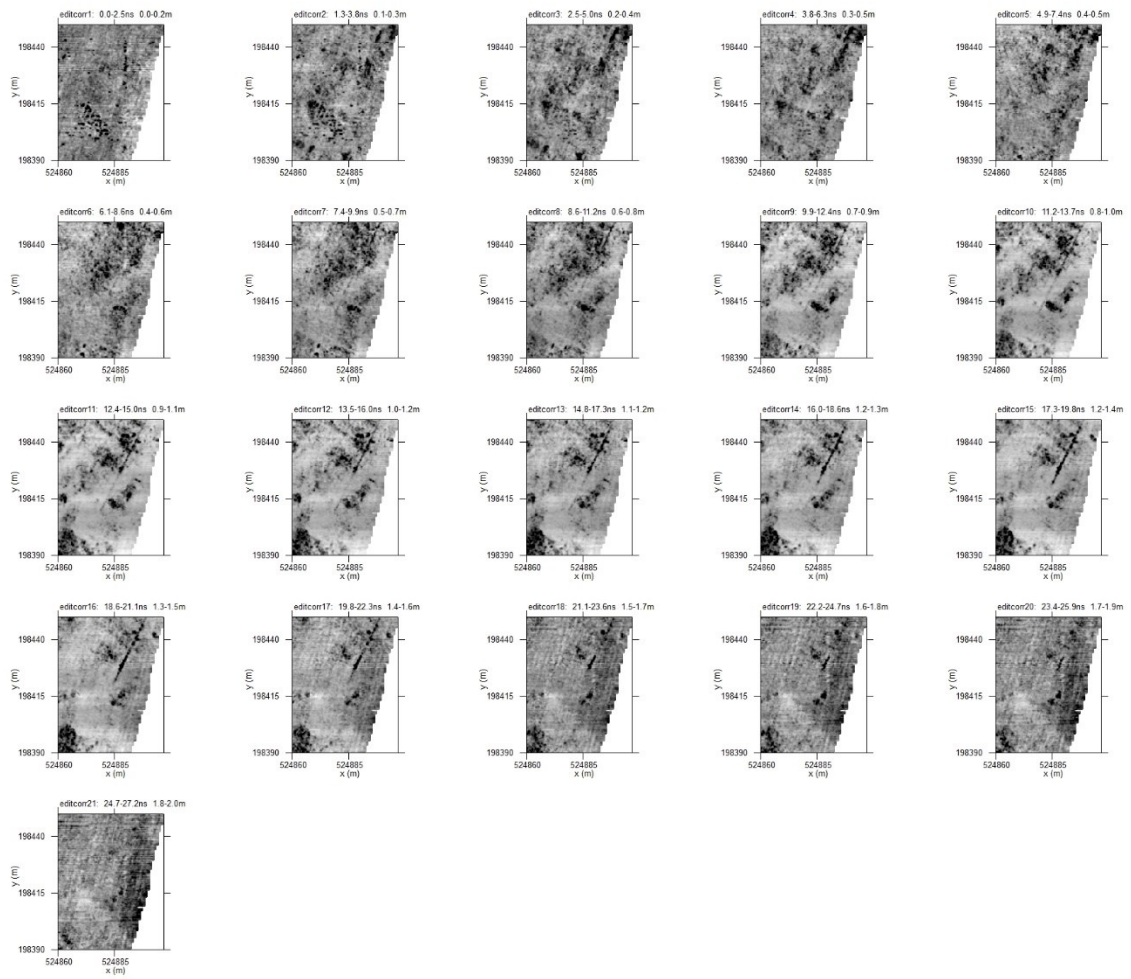 editcorr1: 0.0-2.5ns 0.0-0.2m
editcorr2: 1.3-3.8ns 0.1-0.3m
editcorr3: 2.5-5.0ns 0.2-0.4m
editcorr4: 3.8-6.3ns 0.3-0.5m
editcorr5: 4.9-7.4ns 0.4-0.5m
y (m) 198440 198415 198390
y (m) 198440 198415 198390
y (m) 198440 198415 198390
y (m) 198440 198415 198390
y (m) 198440 198415 198390
524860 524885
524860 524885
524860 524885
524860 524885
524860 524885
x (m)
x (m)
x (m)
x (m)
x (m)
editcorr6: 6.1-8.6ns 0.4-0.6m
editcorr7: 7.4-9.9ns 0.5-0.7m
editcorr8: 8.6-11.2ns 0.6-0.8m
editcorr9: 9.9-12.4ns 0.7-0.9m
editcorr10: 11.2-13.7ns 0.8-1.0m
y (m) 198440 198415 198390
y (m) 198440 198415 198390
y (m) 198440 198415 198390
y (m) 198440 198415 198390
y (m) 198440 198415 198390
524860 524885
524860 524885
524860 524885
524860 524885
524860 524885
x (m)
x (m)
x (m)
x (m)
x (m)
editcorr11: 12.4-15.0ns 0.9-1.1m
editcorr12: 13.5-16.0ns 1.0-1.2m
editcorr13: 14.8-17.3ns 1.1-1.2m
editcorr14: 16.0-18.6ns 1.2-1.3m
editcorr15: 17.3-19.8ns 1.2-1.4m
y (m) 198440 198415 198390
y (m) 198440 198415 198390
y (m) 198440 198415 198390
y (m) 198440 198415 198390
y (m) 198440 198415 198390
524860 524885
524860 524885
524860 524885
524860 524885
524860 524885
x (m)
x (m)
x (m)
x (m)
x (m)
editcorr16: 18.6-21.1ns 1.3-1.5m
editcorr17: 19.8-22.3ns 1.4-1.6m
editcorr18: 21.1-23.6ns 1.5-1.7m
editcorr19: 22.2-24.7ns 1.6-1.8m
editcorr20: 23.4-25.9ns 1.7-1.9m
y (m) 198440 198415 198390
y (m) 198440 198415 198390
y (m) 198440 198415 198390
y (m) 198440 198415 198390
y (m) 198440 198415 198390
524860 524885
524860 524885
524860 524885
524860 524885
524860 524885
x (m)
x (m)
x (m)
x (m)
x (m)
editcorr21: 24.7-27.2ns 1.8-2.0m
y (m) 198440 198415 198390
524860 524885
x (m)